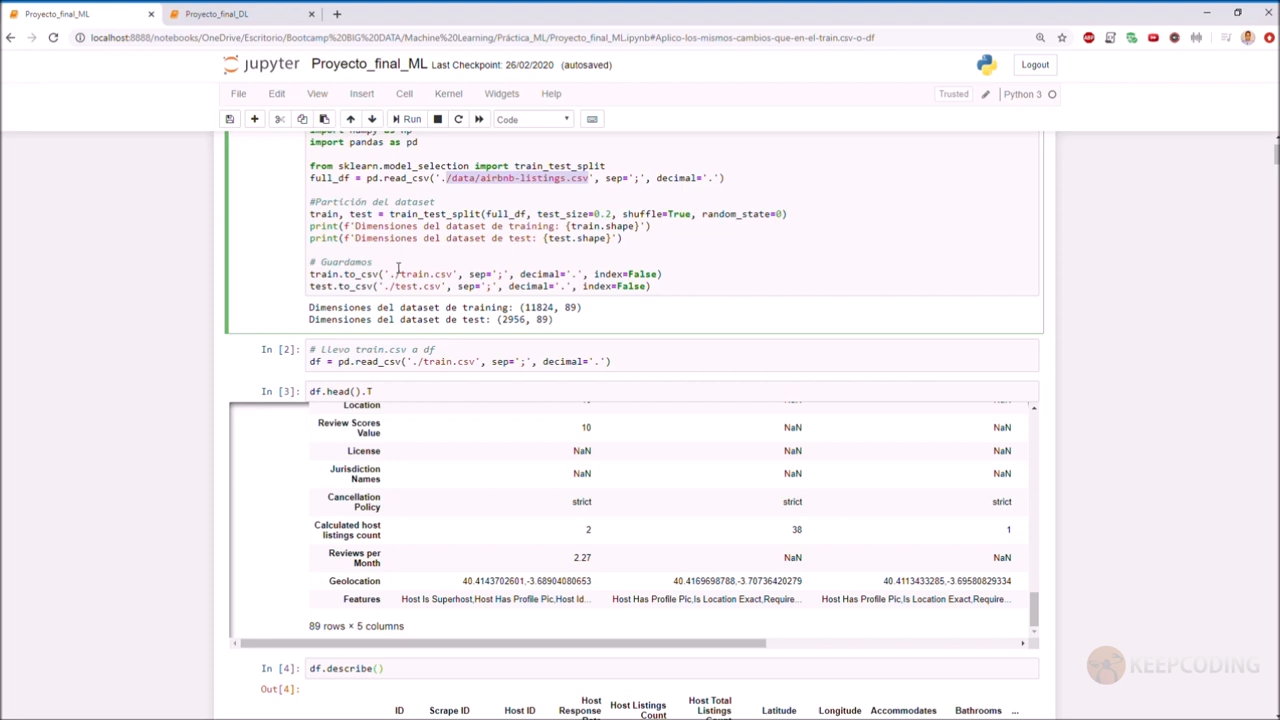 Proyecto_final_ML
Proyecto_final_DL
localhost:8888/notebooks/OneDrive/Escritorio/Bootcamp%20BIG%20DATA/Machine%20Learning/Práctica_ML/Proyecto_final_ML.ipynb#Aplico-los-mismos-cambios-que-en-el-train.csv-o-df
jupyter Proyecto_final_ML Last Checkpoint: 26/02/2020 (autosaved) Logout
File Edit View Insert Cell Kernel Widgets Help Trusted Python 3
Run Code
import numpy as np
import pandas as pd
from sklearn.model_selection import train_test_split
full_df = pd.read_csv('./data/airbnb-listings.csv', sep=';', decimal='.')
#Partición del dataset
train, test = train_test_split(full_df, test_size=0.2, shuffle=True, random_state=0)
print(f'Dimensiones del dataset de training: {train.shape}')
print(f'Dimensiones del dataset de test: {test.shape}')
# Guardamos
train.to_csv('./train.csv', sep=';', decimal='.', index=False)
test.to_csv('./test.csv', sep=';', decimal='.', index=False)
Dimensiones del dataset de training: (11824, 89)
Dimensiones del dataset de test: (2956, 89)
In [2]: # Llevo train.csv a df
df = pd.read_csv('./train.csv', sep=';', decimal='.')
In [3]: df.head().T
Location
Review Scores Value 10 NaN NaN
License NaN NaN NaN
Jurisdiction Names NaN NaN NaN
Cancellation Policy strict strict strict
Calculated host listings count 2 38 1
Reviews per Month 2.27 NaN NaN
Geolocation 40.4143702601,-3.68904080653 40.4169698788,-3.70736420279 40.4113433285,-3.69580829334
Features Host Is Superhost,Host Has Profile Pic,Host Id... Host Has Profile Pic,Is Location Exact,Require... Host Has Profile Pic,Is Location Exact,Require...
89 rows × 5 columns
In [4]: df.describe()
Out[4]:
ID Scrape ID Host ID Host Response Host Listings Count Host Total Listings Count Latitude Longitude Accommodates Bathrooms ...
KEEPCODING